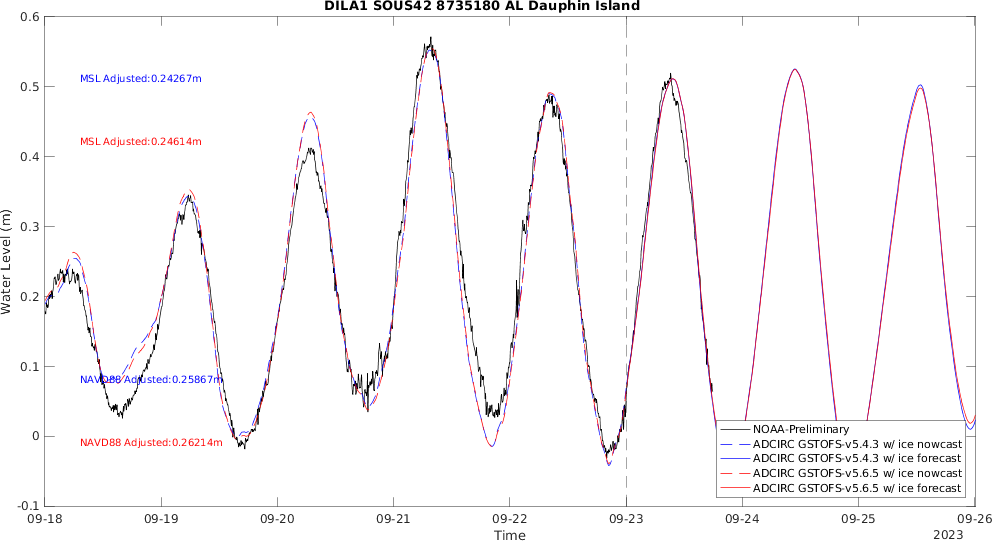 DILA1 SOUS42 8735180 AL Dauphin Island
0.6
0.5
0.4
0.3
0.2
0.1
0
-0.1
Water Level (m)
MSL Adjusted:0.24267m
MSL Adjusted:0.24614m
NAVD88 Adjusted:0.25867m
NAVD88 Adjusted:0.26214m
NOAA-Preliminary
ADCIRC GSTOFS-v5.4.3 w/ ice nowcast
ADCIRC GSTOFS-v5.4.3 w/ ice forecast
ADCIRC GSTOFS-v5.6.5 w/ ice nowcast
ADCIRC GSTOFS-v5.6.5 w/ ice forecast
09-18 09-19 09-20 09-21 09-22 09-23 09-24 09-25 09-26
Time
2023